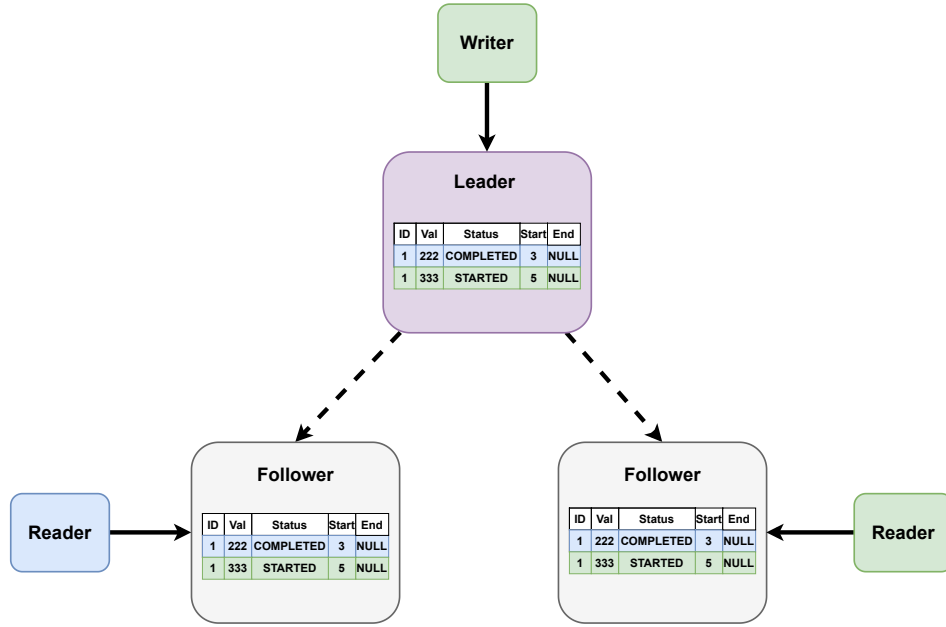 Writer
Leader
ID Val Status Start End
1 222 COMPLETED 3 NULL
1 333 STARTED 5 NULL
Follower
ID Val Status Start End
1 222 COMPLETED 3 NULL
1 333 STARTED 5 NULL
Follower
ID Val Status Start End
1 222 COMPLETED 3 NULL
1 333 STARTED 5 NULL
Reader
Reader